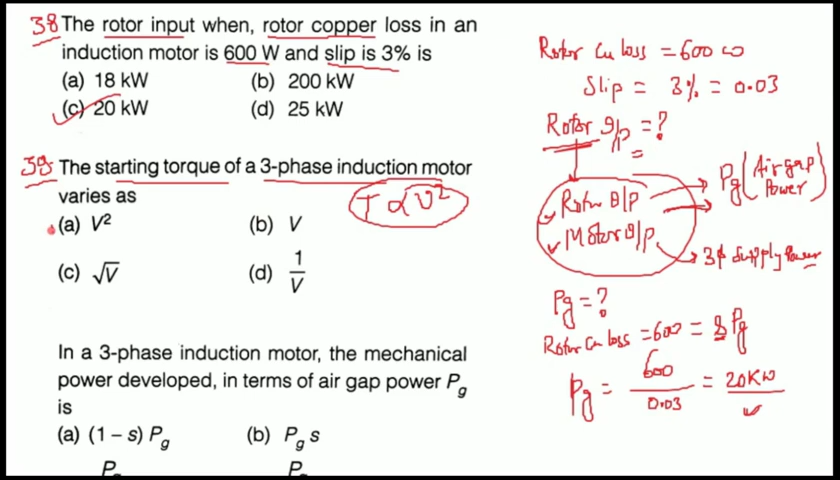 38 The rotor input when, rotor copper loss in an
induction motor is 600 W and slip is 3% is
(a) 18 kW (b) 200 kW
(c) 20 kW (d) 25 kW
39 The starting torque of a 3-phase induction motor
varies as
T ∝ V²
(a) V² (b) V
(c) √V (d) 1/V
In a 3-phase induction motor, the mechanical
power developed, in terms of air gap power Pg
is
(a) (1 – s) Pg (b) Pg s
P P
Rotor Cu loss = 600 W
Slip = 3% = 0.03
Rotor I/p = ?
Rotor I/p → Pg (Air gap
Power)
Motor I/p → 3ϕ Supply Power
Pg = ?
Rotor Cu loss = 600 = s Pg
Pg = 600/0.03 = 20 KW